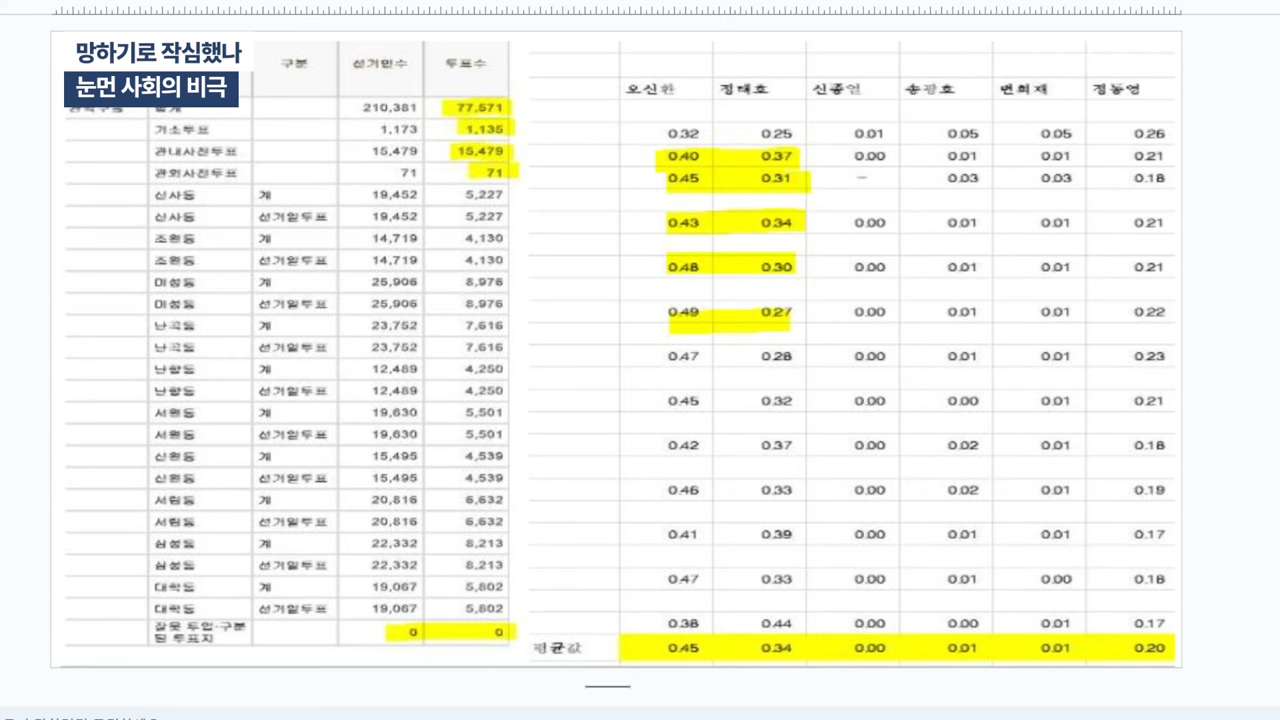 망하기로 작심했나
눈먼 사회의 비극
구분 선거인수 투표수
관악구을 합계 210,381 77,571
거소투표 1,173 1,135
관내사전투표 15,479 15,479
관외사전투표 71 71
신사동 계 19,452 5,227
신사동 선거일투표 19,452 5,227
조원동 계 14,719 4,130
조원동 선거일투표 14,719 4,130
미성동 계 25,906 8,976
미성동 선거일투표 25,906 8,976
난곡동 계 23,752 7,616
난곡동 선거일투표 23,752 7,616
난향동 계 12,489 4,250
난향동 선거일투표 12,489 4,250
서원동 계 19,630 5,501
서원동 선거일투표 19,630 5,501
신원동 계 15,495 4,539
신원동 선거일투표 15,495 4,539
서림동 계 20,816 6,632
서림동 선거일투표 20,816 6,632
삼성동 계 22,332 8,213
삼성동 선거일투표 22,332 8,213
대학동 계 19,067 5,802
대학동 선거일투표 19,067 5,802
잘못 투입·구분
된 투표지 0 0
오신환 정태호 신종연 송광호 변희재 정동영
0.32 0.25 0.01 0.05 0.05 0.26
0.40 0.37 0.00 0.01 0.01 0.21
0.45 0.31 – 0.03 0.03 0.18
0.43 0.34 0.00 0.01 0.01 0.21
0.48 0.30 0.00 0.01 0.01 0.21
0.49 0.27 0.00 0.01 0.01 0.22
0.47 0.28 0.00 0.01 0.01 0.23
0.45 0.32 0.00 0.00 0.01 0.21
0.42 0.37 0.00 0.02 0.01 0.18
0.46 0.33 0.00 0.02 0.01 0.19
0.41 0.39 0.00 0.01 0.01 0.17
0.47 0.33 0.00 0.01 0.00 0.18
0.38 0.44 0.00 0.00 0.01 0.17
평균값 0.45 0.34 0.00 0.01 0.01 0.20